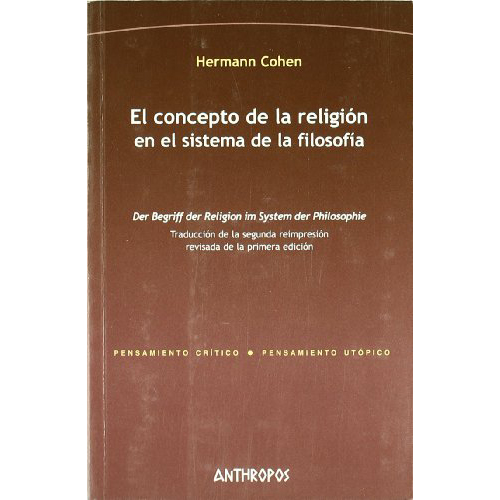 Hermann Cohen
El concepto de la religión
en el sistema de la filosofía
Der Begriff der Religion im System der Philosophie
Traducción de la segunda reimpresión
revisada de la primera edición
PENSAMIENTO CRÍTICO • PENSAMIENTO UTÓPICO
ANTHROPOS